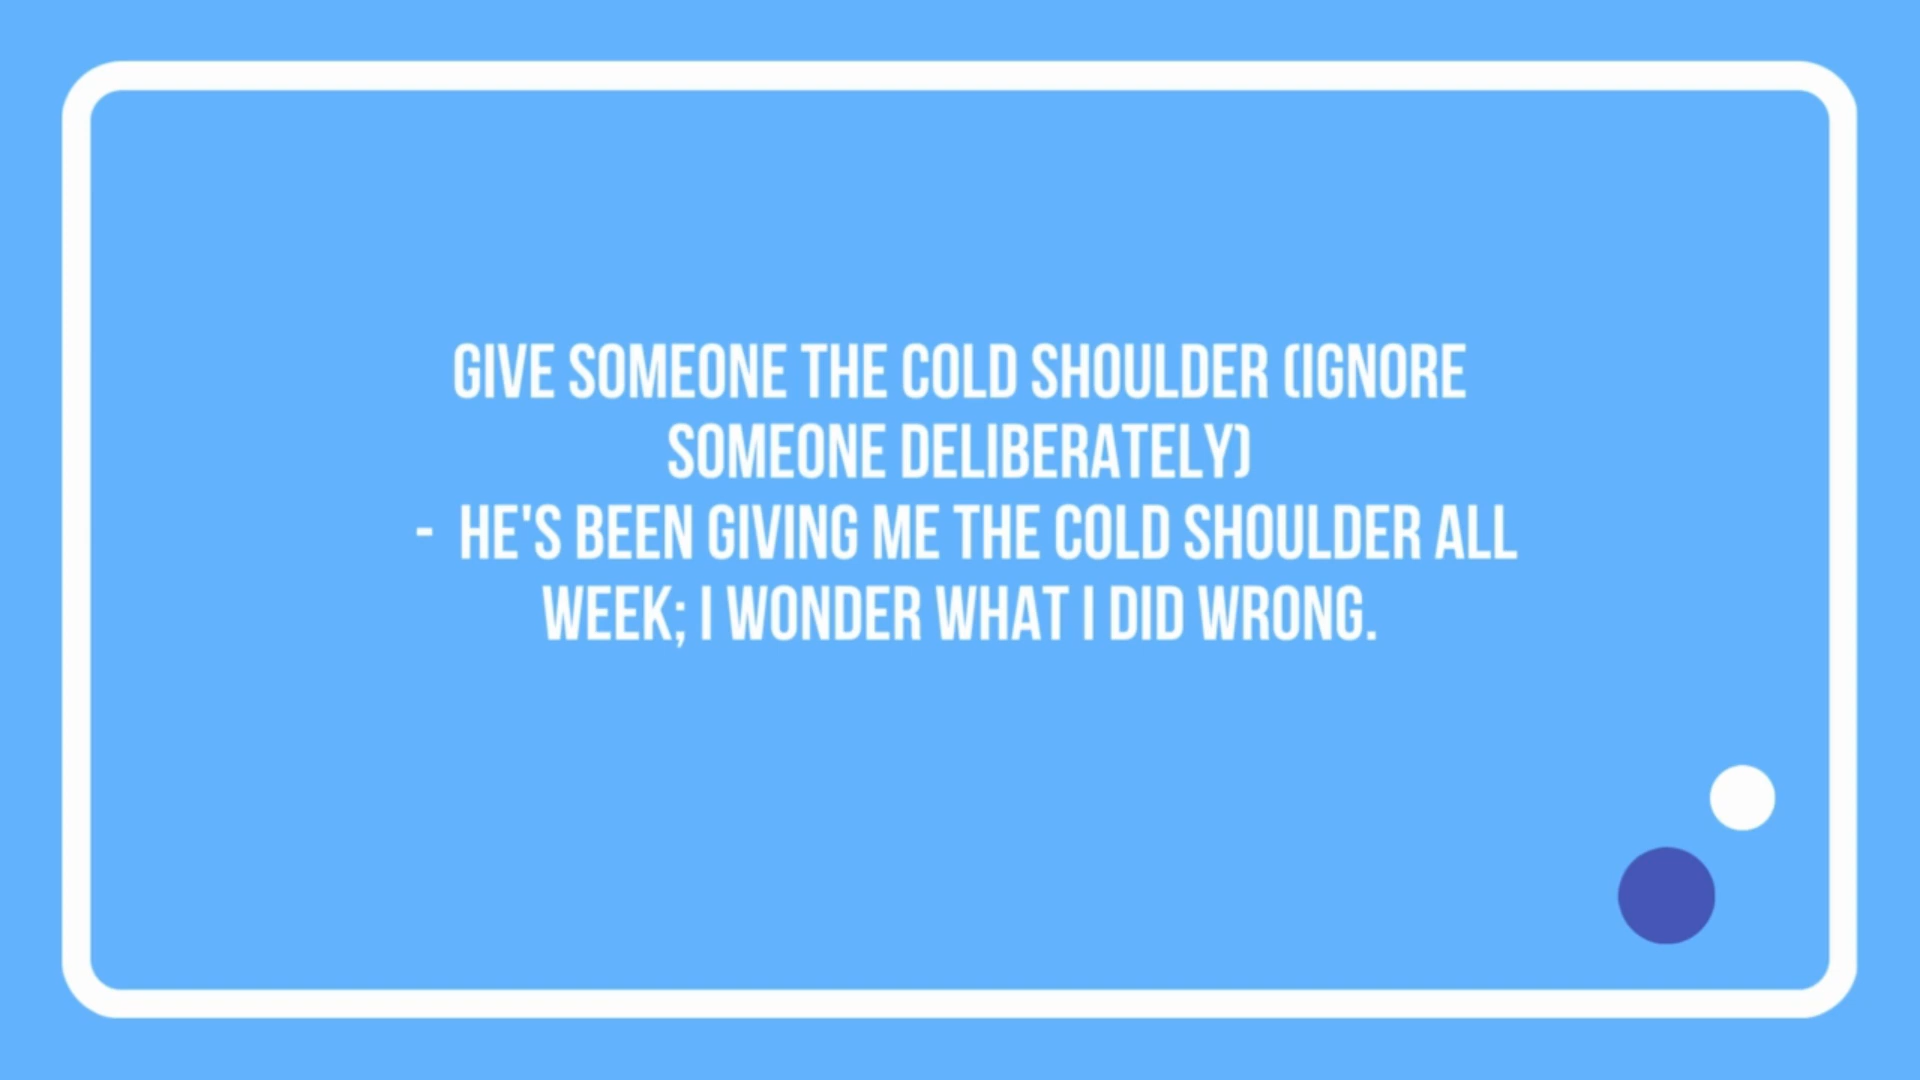 GIVE SOMEONE THE COLD SHOULDER (IGNORE
SOMEONE DELIBERATELY)
- HE'S BEEN GIVING ME THE COLD SHOULDER ALL
WEEK; I WONDER WHAT I DID WRONG.